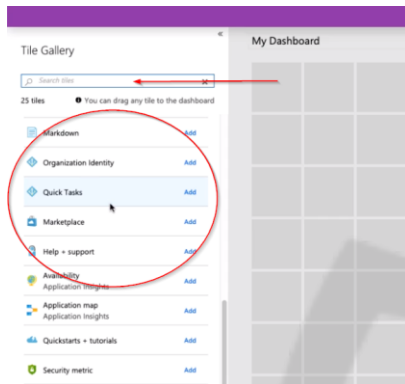 «
My Dashboard
Tile Gallery
Search tiles
25 tiles You can drag any tile to the dashboard
Markdown Add
Organization Identity Add
Quick Tasks Add
Marketplace Add
Help + support Add
Availability
Application Insights Add
Application map
Application Insights Add
Quickstarts + tutorials Add
Security metric Add